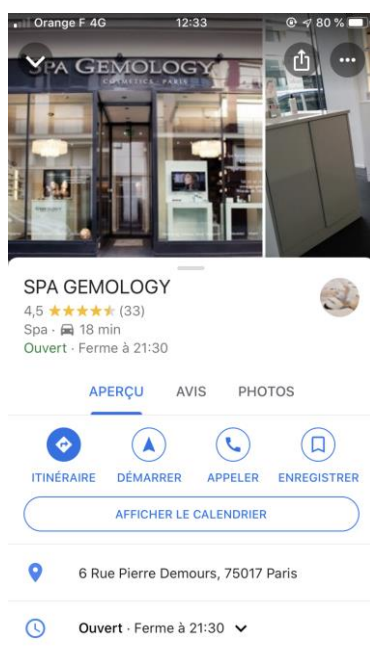 Orange F 4G 12:33 80 %
SPA GEMOLOGY
COSMETICS · PARIS
SPA GEMOLOGY
4,5 (33)
Spa · 18 min
Ouvert · Ferme à 21:30
APERÇU AVIS PHOTOS
ITINÉRAIRE DÉMARRER APPELER ENREGISTRER
AFFICHER LE CALENDRIER
6 Rue Pierre Demours, 75017 Paris
Ouvert · Ferme à 21:30